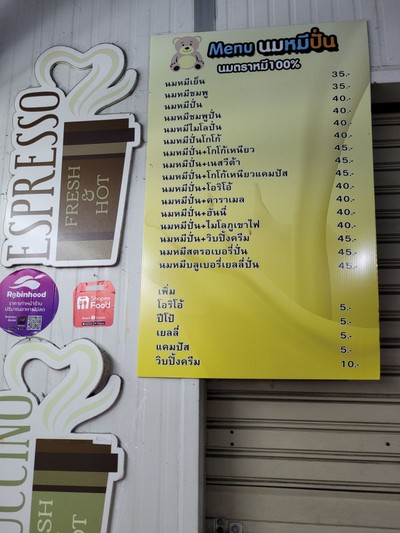 Menu นมหมีปั่น
นมตราหมี100%
นมหมีเย็น 35.-
นมหมีชมพู 35.-
นมหมีปั่น 40.-
นมหมีชมพูปั่น 40.-
นมหมีไมโลปั่น 40.-
นมหมีปั่นโกโก้ 40.-
นมหมีปั่น+โกโก้เหนียว 45.-
นมหมีปั่น+เนสวีต้า 45.-
นมหมีปั่น+โกโก้เหนียวแคมปัส 45.-
นมหมีปั่น+โอริโอ้ 40.-
นมหมีปั่น+คาราเมล 40.-
นมหมีปั่น+ฮันนี่ 40.-
นมหมีปั่น+ไมโลภูเขาไฟ 40.-
นมหมีปั่น+วิบปิ้งครีม 45.-
นมหมีสตรอเบอรี่ปั่น 45.-
นมหมีบลูเบอรี่เยลลี่ปั่น 45.-
เพิ่ม
โอริโอ้ 5.-
ปีโป้ 5.-
เยลลี่ 5.-
แคมปัส 5.-
วิบปิ้งครีม 10.-
ESPRESSO
FRESH
&
HOT
Robinhood
Shopee
Food
CCINO
SH
HOT